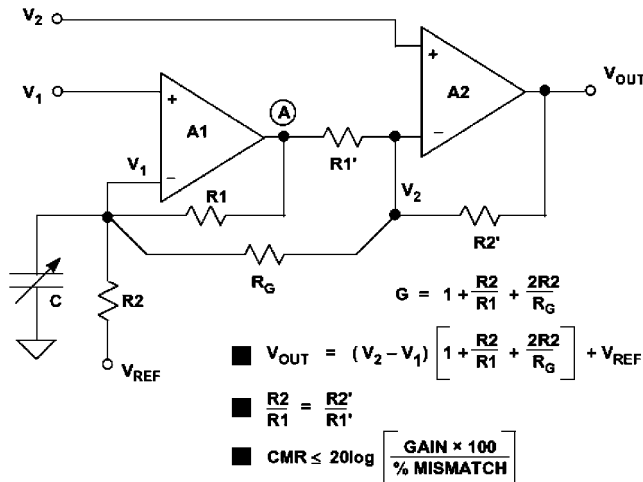 V2
V1
+
A1
−
V1
A
R1'
+
A2
−
VOUT
V2
R1
R2'
RG
C
R2
VREF
G = 1 + R2/R1 + 2R2/RG
■ VOUT = (V2 – V1) [1 + R2/R1 + 2R2/RG] + VREF
■ R2/R1 = R2'/R1'
■ CMR ≤ 20log [GAIN × 100 / % MISMATCH]